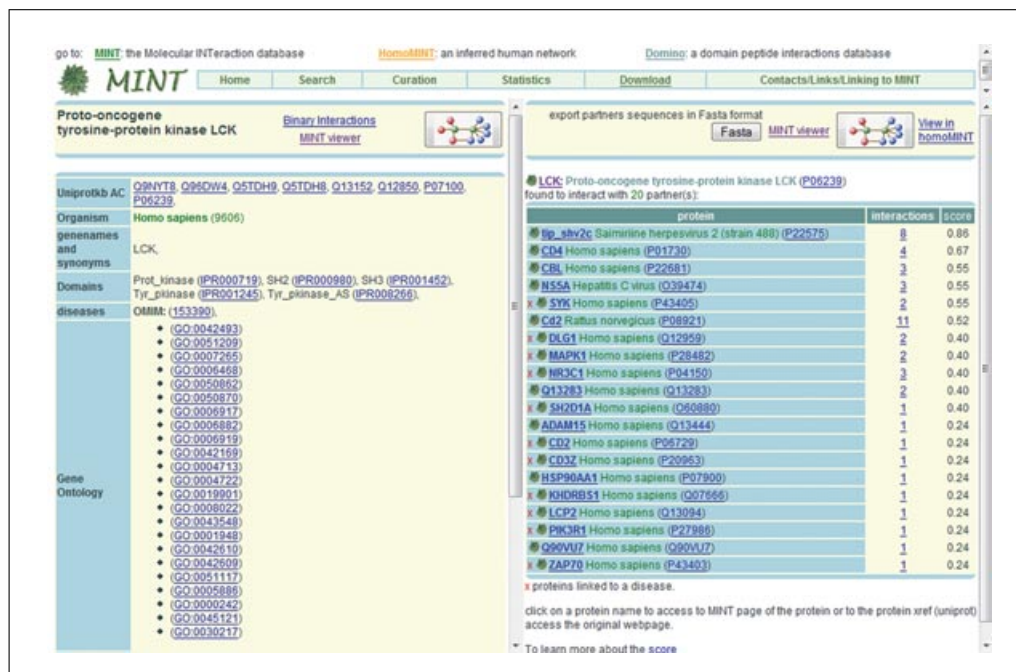 go to: MINT: the Molecular INTeraction database HomoMINT: an inferred human network Domino: a domain peptide interactions database
MINT Home Search Curation Statistics Download Contacts/Links/Linking to MINT
Proto-oncogene
tyrosine-protein kinase LCK
Binary Interactions
MINT viewer
Uniprotkb AC Q9NYT8, Q96DW4, Q5TDH9, Q5TDH8, Q13152, Q12850, P07100,
P06239,
Organism Homo sapiens (9606)
genenames
and
synonyms
LCK,
Domains Prot_kinase (IPR000719), SH2 (IPR000980), SH3 (IPR001452),
Tyr_pkinase (IPR001245), Tyr_pkinase_AS (IPR008266),
diseases OMIM: (153390),
Gene
Ontology
(GO:0042493)
(GO:0051209)
(GO:0007265)
(GO:0006468)
(GO:0050862)
(GO:0050870)
(GO:0006917)
(GO:0006882)
(GO:0006919)
(GO:0042169)
(GO:0004713)
(GO:0004722)
(GO:0019901)
(GO:0008022)
(GO:0043548)
(GO:0001948)
(GO:0042610)
(GO:0042609)
(GO:0051117)
(GO:0005886)
(GO:0000242)
(GO:0045121)
(GO:0030217)
export partners sequences in Fasta format
Fasta MINT viewer
View in
homoMINT
LCK: Proto-oncogene tyrosine-protein kinase LCK (P06239)
found to interact with 20 partner(s):
protein interactions score
tip_shv2c Saimiriine herpesvirus 2 (strain 488) (P22575) 8 0.86
CD4 Homo sapiens (P01730) 4 0.67
CBL Homo sapiens (P22681) 3 0.55
NS5A Hepatitis C virus (O39474) 3 0.55
x SYK Homo sapiens (P43405) 2 0.55
Cd2 Rattus norvegicus (P08921) 11 0.52
x DLG1 Homo sapiens (Q12959) 2 0.40
x MAPK1 Homo sapiens (P28482) 2 0.40
x NR3C1 Homo sapiens (P04150) 3 0.40
Q13283 Homo sapiens (Q13283) 2 0.40
x SH2D1A Homo sapiens (O60880) 1 0.40
ADAM15 Homo sapiens (Q13444) 1 0.24
x CD2 Homo sapiens (P06729) 1 0.24
x CD3Z Homo sapiens (P20963) 1 0.24
HSP90AA1 Homo sapiens (P07900) 1 0.24
x KHDRBS1 Homo sapiens (Q07666) 1 0.24
x LCP2 Homo sapiens (Q13094) 1 0.24
x PIK3R1 Homo sapiens (P27986) 1 0.24
Q90VU7 Homo sapiens (Q90VU7) 1 0.24
x ZAP70 Homo sapiens (P43403) 1 0.24
x proteins linked to a disease.
click on a protein name to access to MINT page of the protein or to the protein xref (uniprot)
access the original webpage.
To learn more about the score